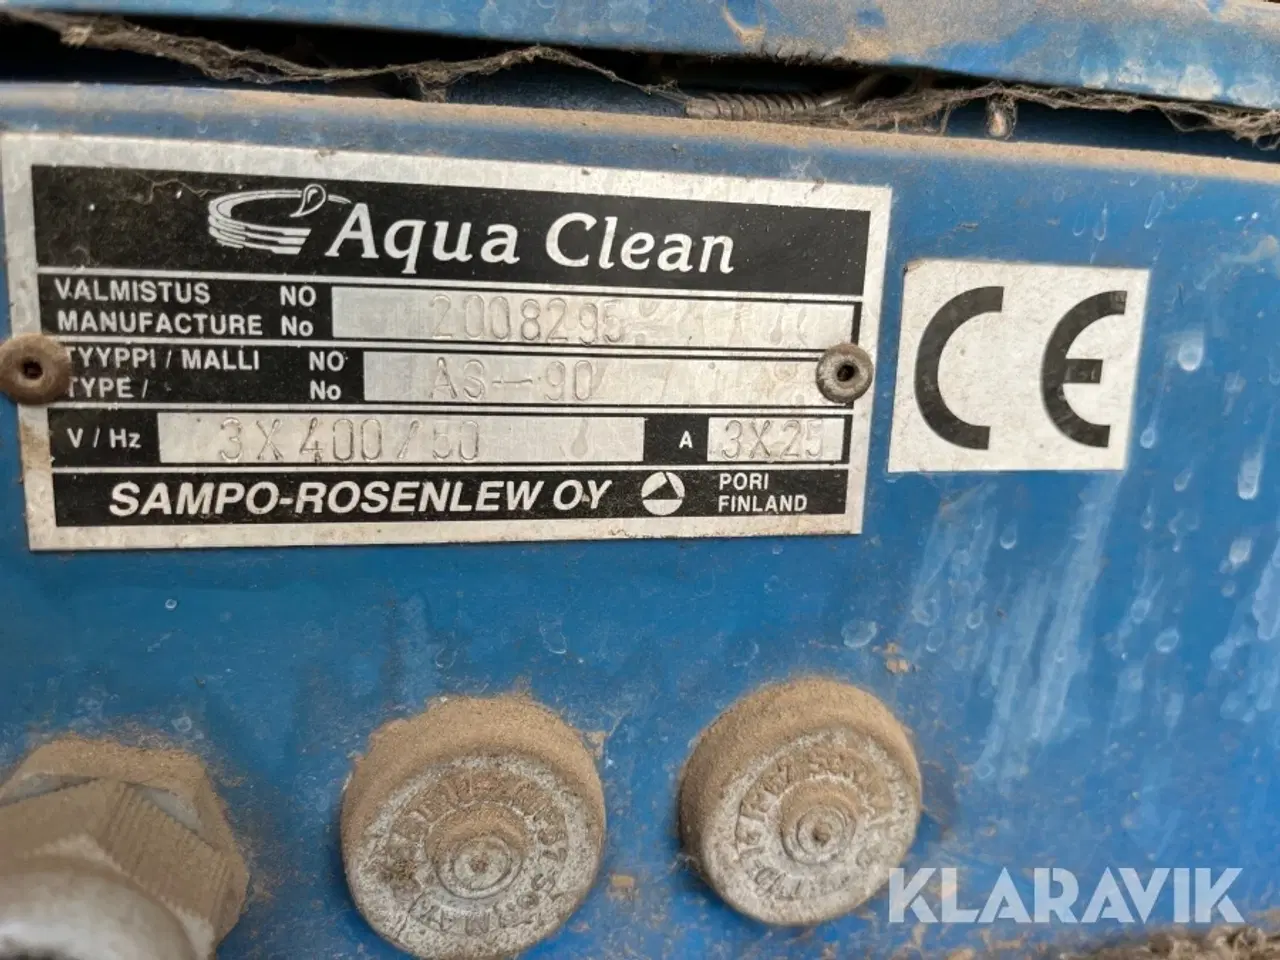 Aqua Clean
VALMISTUS NO
MANUFACTURE No 2008295
TYYPPI / MALLI NO
TYPE / No AS-90
V / Hz 3X400/50 A 3X25
SAMPO-ROSENLEW OY PORI
FINLAND
CE
KLARAVIK